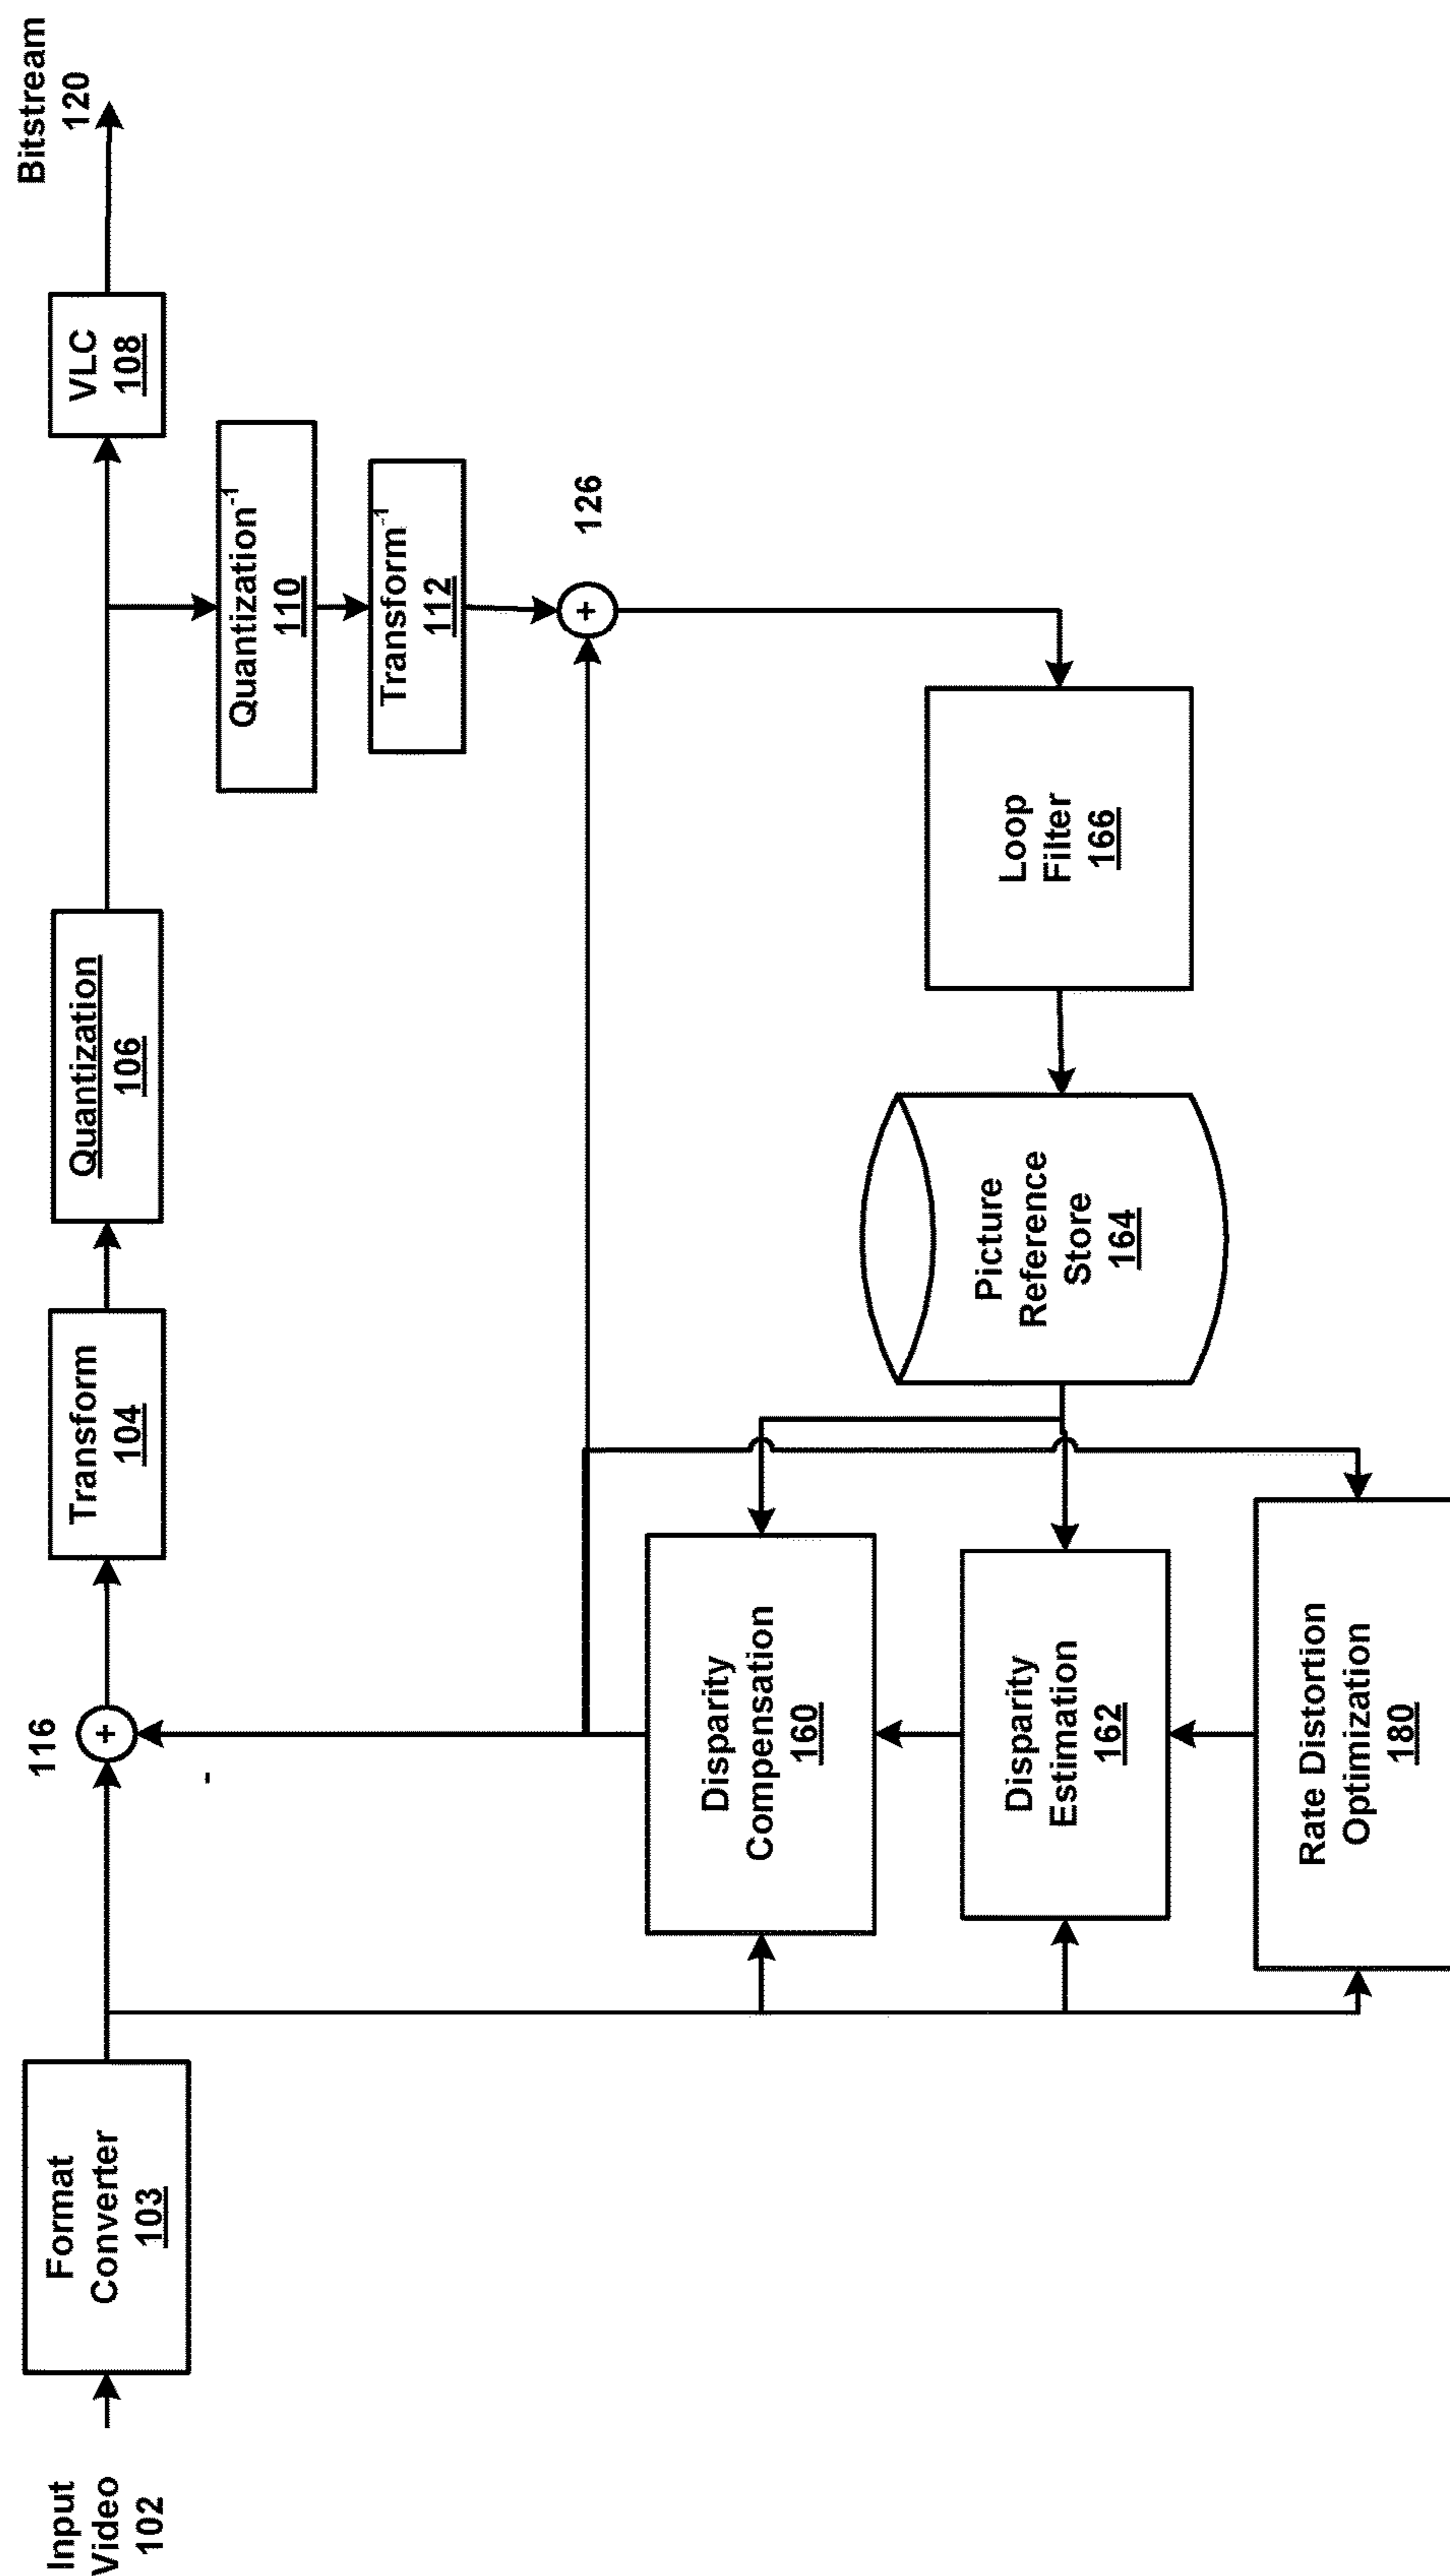 Input
Video
102
Format
Converter
103
116
+
-
Transform
104
Quantization
106
VLC
108
Bitstream
120
Quantization-1
110
Transform-1
112
+
126
Disparity
Compensation
160
Disparity
Estimation
162
Rate Distortion
Optimization
180
Picture
Reference
Store
164
Loop
Filter
166